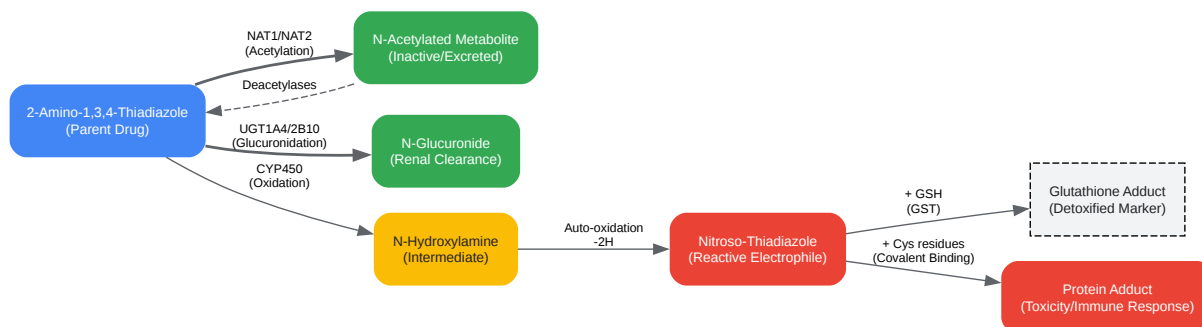 NAT1/NAT2
(Acetylation)
N-Acetylated Metabolite
(Inactive/Excreted)
Deacetylases
2-Amino-1,3,4-Thiadiazole
(Parent Drug)
UGT1A4/2B10
(Glucuronidation)
N-Glucuronide
(Renal Clearance)
CYP450
(Oxidation)
N-Hydroxylamine
(Intermediate)
Auto-oxidation
-2H
Nitroso-Thiadiazole
(Reactive Electrophile)
+ GSH
(GST)
Glutathione Adduct
(Detoxified Marker)
+ Cys residues
(Covalent Binding)
Protein Adduct
(Toxicity/Immune Response)